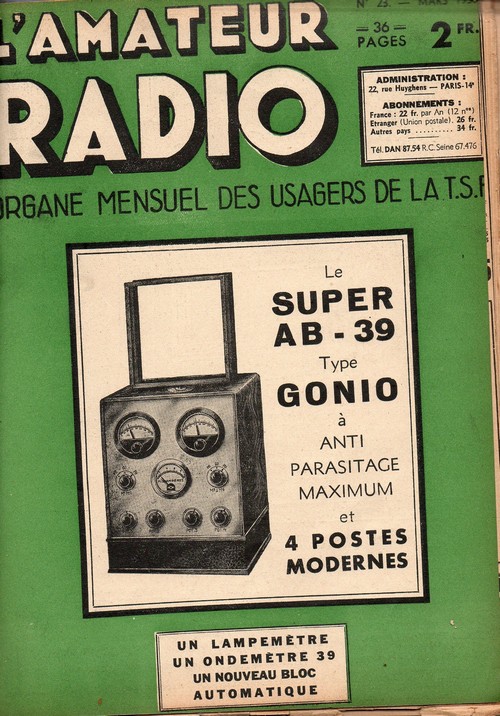 L'AMATEUR
RADIO
N° 23 — MARS
= 36 =
PAGES
2 FR.
ADMINISTRATION :
22, rue Huyghens — PARIS-14e
ABONNEMENTS :
France : 22 fr. par An (12 nos)
Etranger (Union postale). 26 fr.
Autres pays .......... 34 fr.
Tél. DAN 87.54 R.C. Seine 67.476
ORGANE MENSUEL DES USAGERS DE LA T.S.F
Le
SUPER
AB - 39
Type
GONIO
à
ANTI
PARASITAGE
MAXIMUM
et
4 POSTES
MODERNES
UN LAMPEMÈTRE
UN ONDEMÈTRE 39
UN NOUVEAU BLOC
AUTOMATIQUE